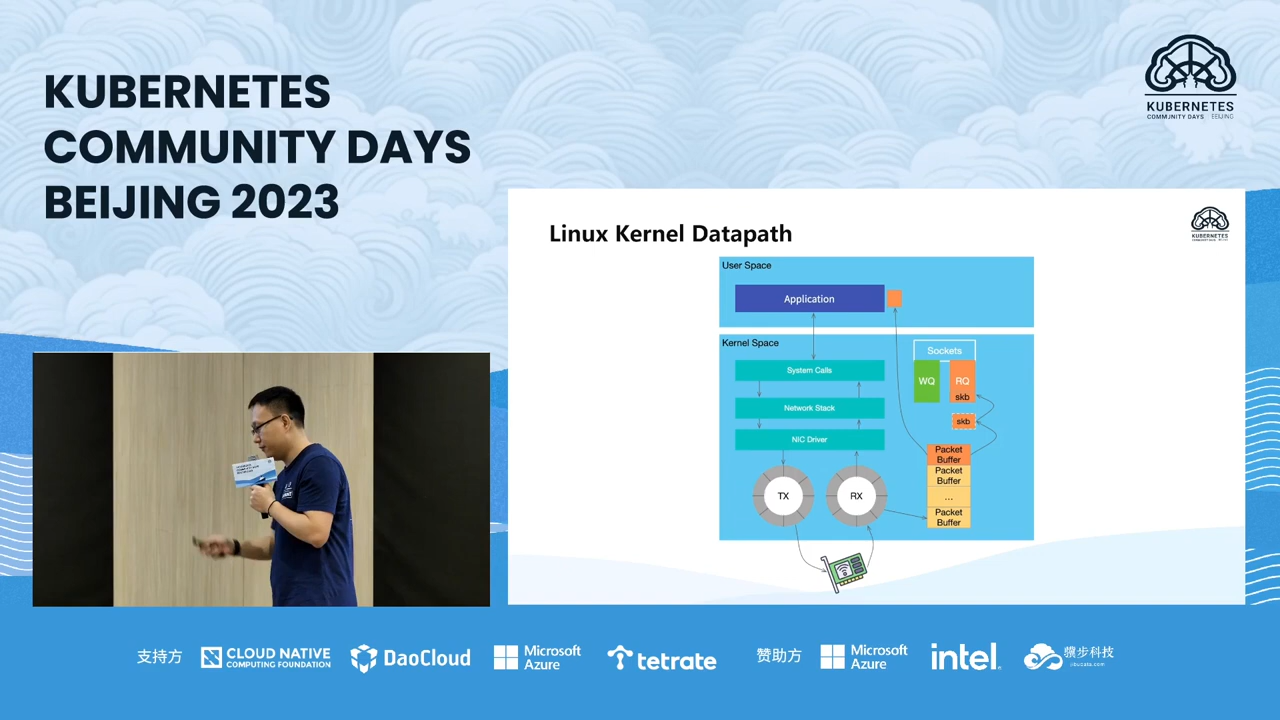 KUBERNETES
COMMUNITY DAYS
BEIJING 2023
KUBERNETES
COMMUNITY DAYS BEIJING
Linux Kernel Datapath
KUBERNETES
User Space
Application
Kernel Space
System Calls
Network Stack
NIC Driver
TX
RX
Sockets
WQ
RQ
skb
skb
Packet
Buffer
Packet
Buffer
...
Packet
Buffer
支持方
CLOUD NATIVE
COMPUTING FOUNDATION
DaoCloud
Microsoft
Azure
tetrate
赞助方
Microsoft
Azure
intel.
骥步科技